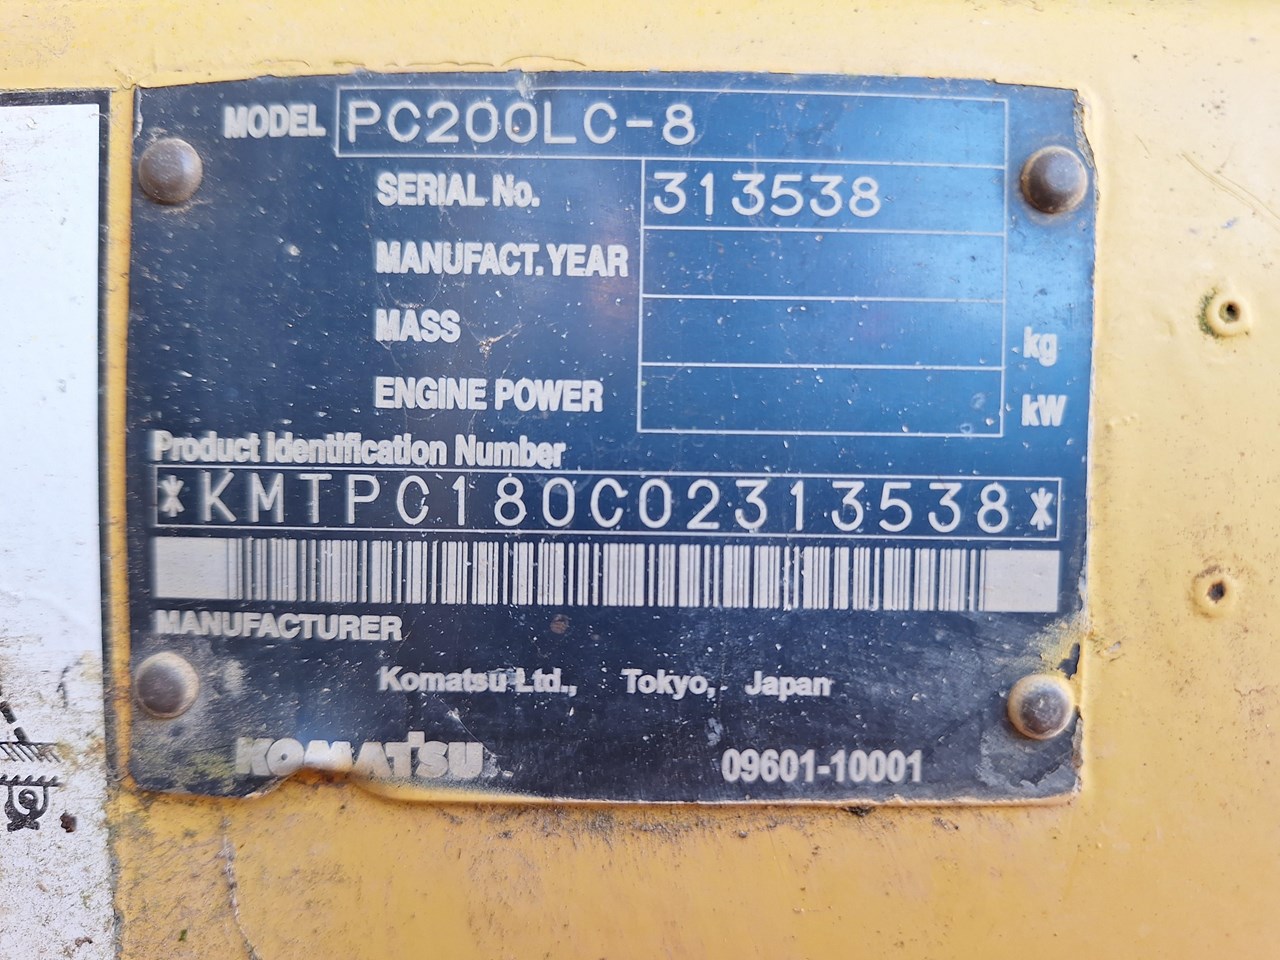 MODEL PC200LC-8
SERIAL No. 313538
MANUFACT. YEAR
MASS kg
ENGINE POWER kW
Product Identification Number
*KMTPC180C02313538*
MANUFACTURER
Komatsu Ltd., Tokyo, Japan
KOMATSU 09601-10001